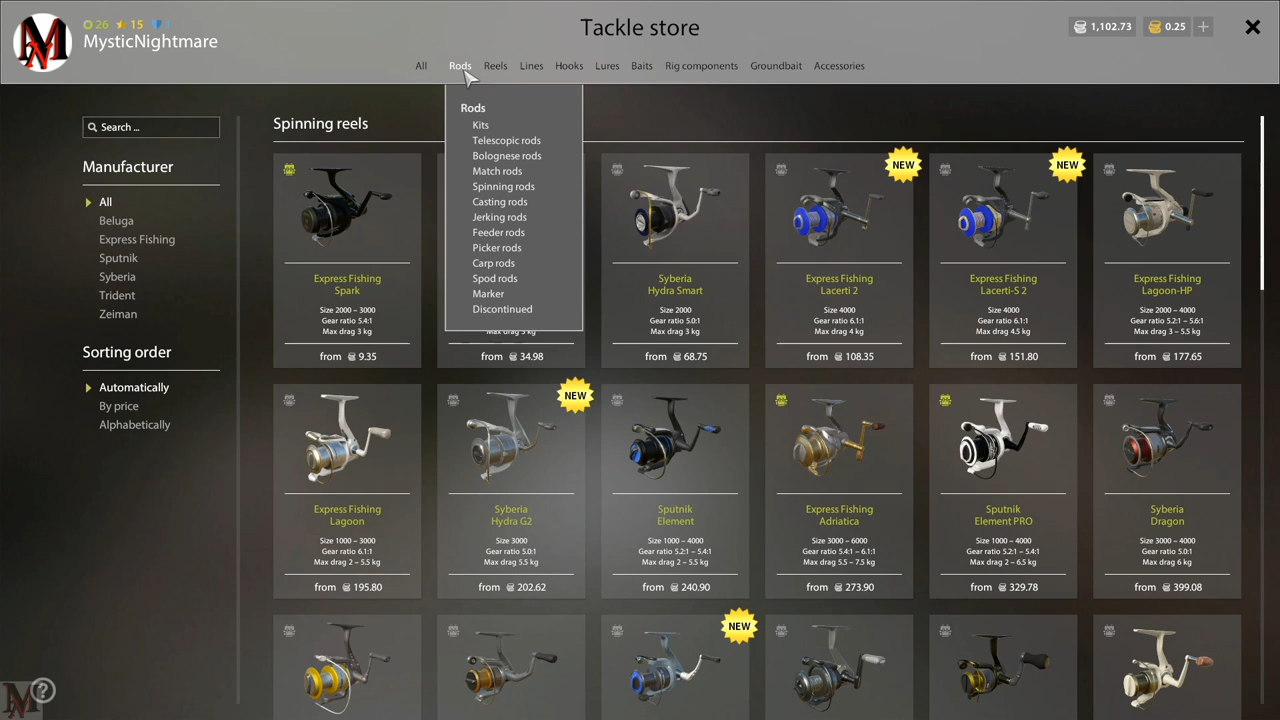 26 15 1
MysticNightmare
Tackle store
1,102.73
0.25
All Rods Reels Lines Hooks Lures Baits Rig components Groundbait Accessories
Rods
Kits
Telescopic rods
Bolognese rods
Match rods
Spinning rods
Casting rods
Jerking rods
Feeder rods
Picker rods
Carp rods
Spod rods
Marker
Discontinued
Search ...
Manufacturer
All
Beluga
Express Fishing
Sputnik
Syberia
Trident
Zeiman
Sorting order
Automatically
By price
Alphabetically
Spinning reels
Express Fishing
Spark
Size 2000 – 3000
Gear ratio 5.4:1
Max drag 3 kg
from 9.35
Max drag 3 kg
from 34.98
Syberia
Hydra Smart
Size 2000
Gear ratio 5.0:1
Max drag 3 kg
from 68.75
NEW
Express Fishing
Lacerti 2
Size 4000
Gear ratio 6.1:1
Max drag 4 kg
from 108.35
NEW
Express Fishing
Lacerti-S 2
Size 4000
Gear ratio 6.1:1
Max drag 4.5 kg
from 151.80
Express Fishing
Lagoon-HP
Size 2000 – 4000
Gear ratio 5.2:1 – 5.6:1
Max drag 3 – 5.5 kg
from 177.65
Express Fishing
Lagoon
Size 1000 – 3000
Gear ratio 6.1:1
Max drag 2 – 5.5 kg
from 195.80
NEW
Syberia
Hydra G2
Size 3000
Gear ratio 5.0:1
Max drag 5.5 kg
from 202.62
Sputnik
Element
Size 1000 – 4000
Gear ratio 5.2:1 – 5.4:1
Max drag 2 – 5.5 kg
from 240.90
Express Fishing
Adriatica
Size 3000 – 6000
Gear ratio 5.4:1 – 6.1:1
Max drag 5.5 – 7.5 kg
from 273.90
Sputnik
Element PRO
Size 1000 – 4000
Gear ratio 5.2:1 – 5.4:1
Max drag 2 – 6.5 kg
from 329.78
Syberia
Dragon
Size 3000 – 4000
Gear ratio 5.0:1
Max drag 6 kg
from 399.08
NEW